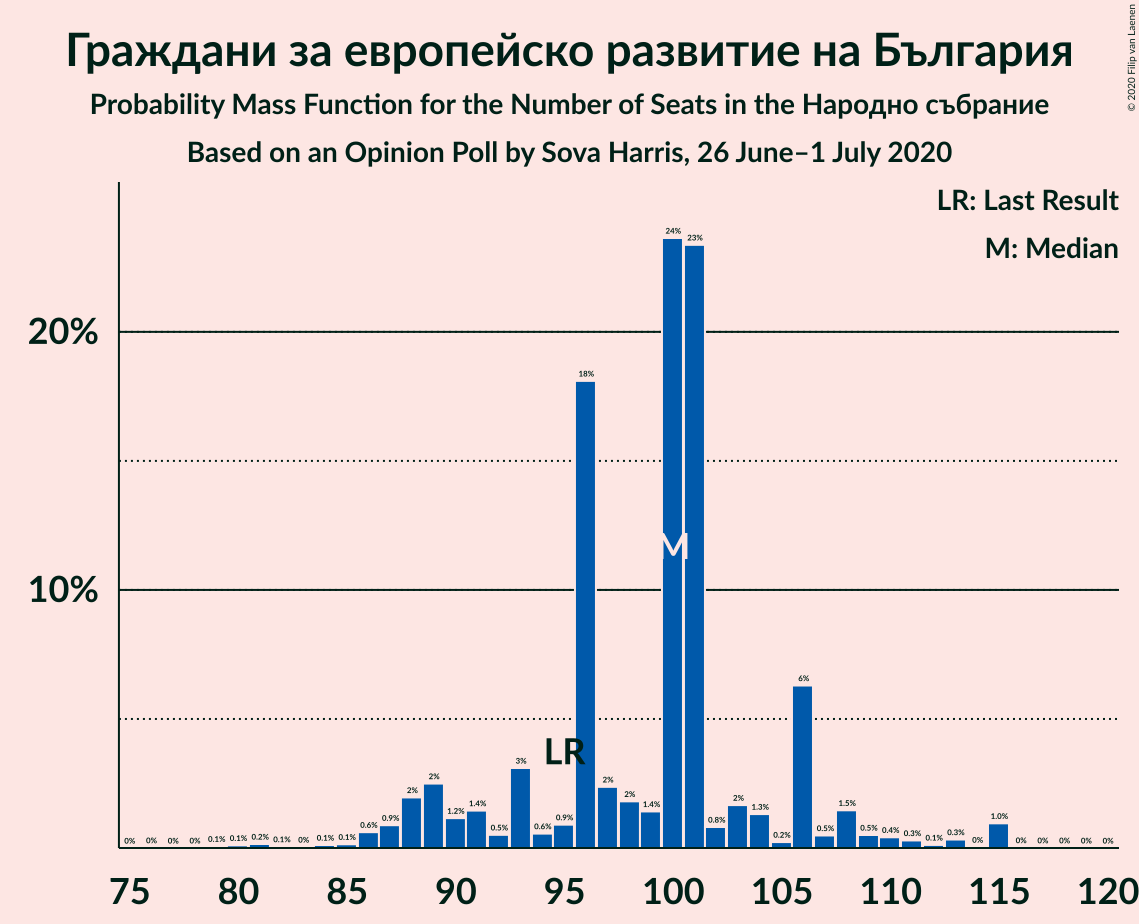 Граждани за европейско развитие на България
Probability Mass Function for the Number of Seats in the Народно събрание
Based on an Opinion Poll by Sova Harris, 26 June–1 July 2020
© 2020 Filip van Laenen
LR: Last Result
M: Median
20%
10%
0% 0% 0% 0% 0.1% 0.1% 0.2% 0.1% 0% 0.1% 0.1% 0.6% 0.9% 2% 2% 1.2% 1.4% 0.5% 3% 0.6% 0.9% 18% 2% 2% 1.4% 24% 23% 0.8% 2% 1.3% 0.2% 6% 0.5% 1.5% 0.5% 0.4% 0.3% 0.1% 0.3% 0% 1.0% 0% 0% 0% 0% 0%
LR
M
75 80 85 90 95 100 105 110 115 120